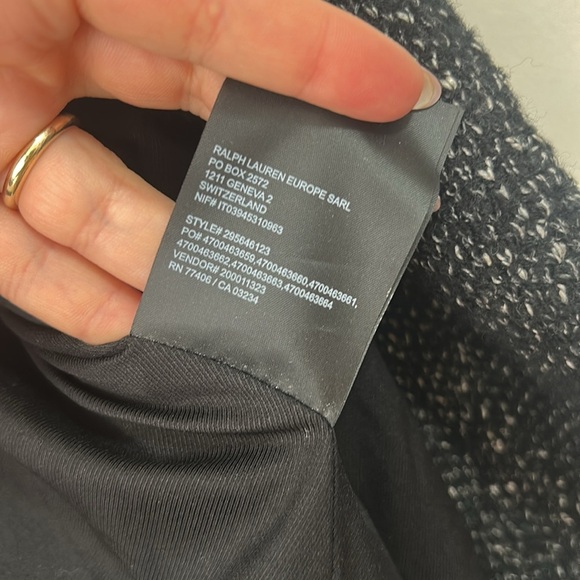 RALPH LAUREN EUROPE SARL
PO BOX 2572
1211 GENEVA 2
SWITZERLAND
NIF# IT03945310963
STYLE# 295646123
PO# 4700463659,4700463660,4700463661,
4700463662,4700463663,4700463664
VENDOR# 200011323
RN 77406 / CA 03234